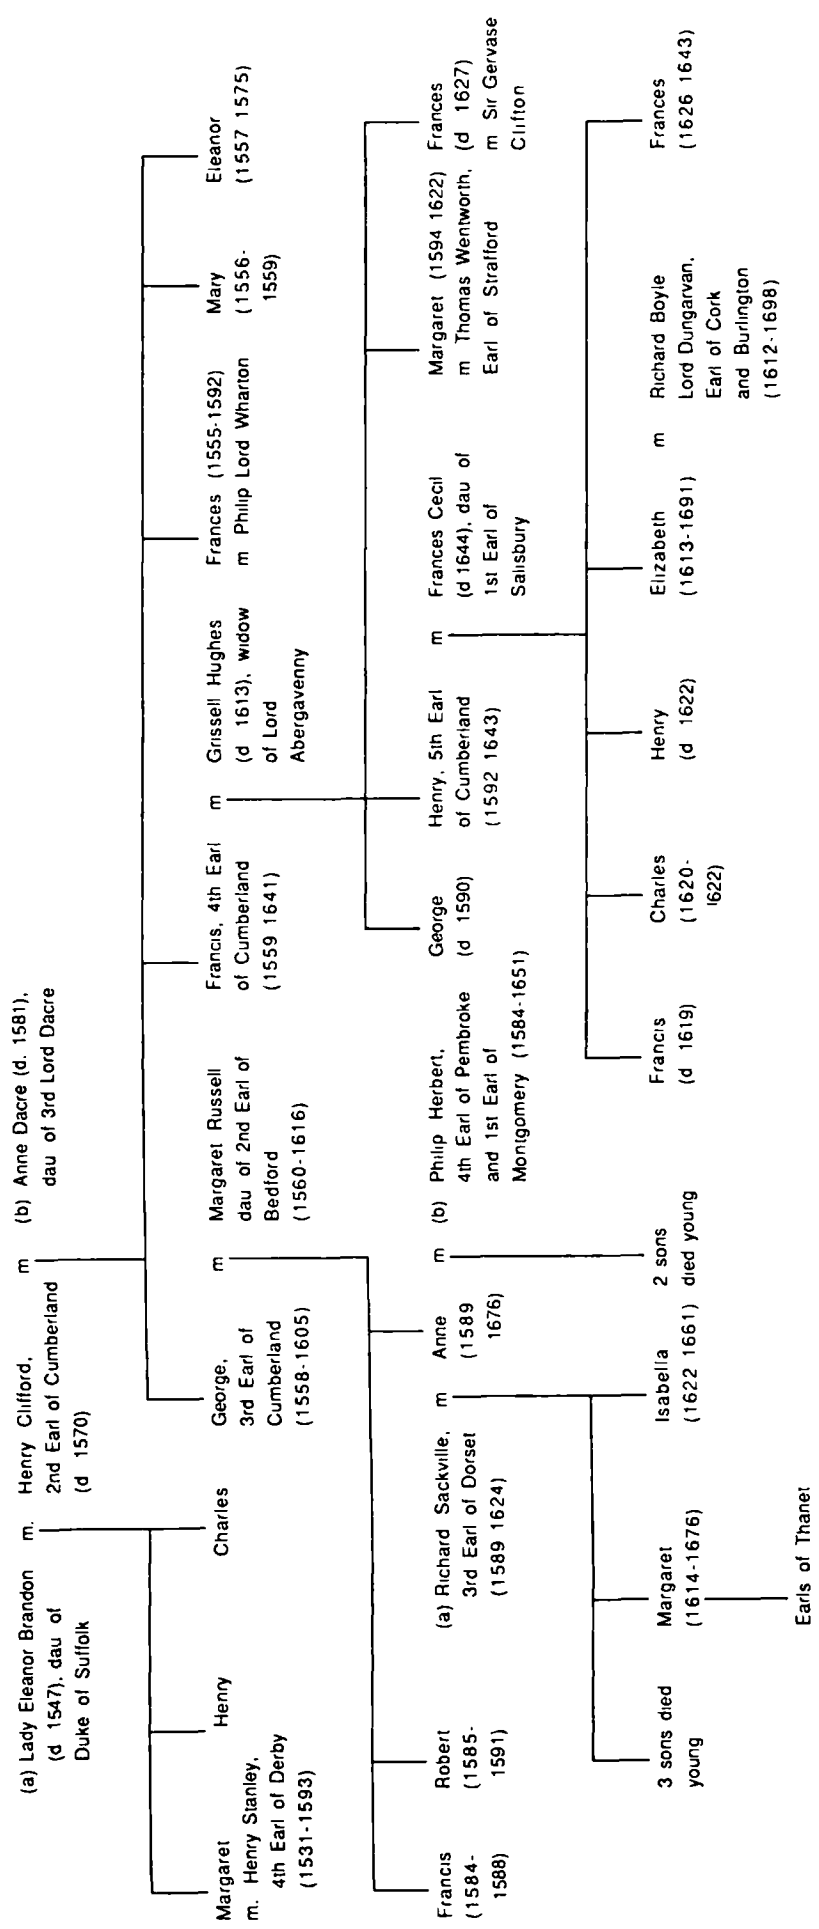 (a) Lady Eleanor Brandon
(d 1547), dau of
Duke of Suffolk
m.
Henry Clifford,
2nd Earl of Cumberland
(d 1570)
m
(b) Anne Dacre (d. 1581),
dau of 3rd Lord Dacre
Margaret
m. Henry Stanley,
4th Earl of Derby
(1531-1593)
Henry
Charles
George,
3rd Earl of
Cumberland
(1558-1605)
m
Margaret Russell
dau of 2nd Earl of
Bedford
(1560-1616)
Francis, 4th Earl
of Cumberland
(1559 1641)
m
Grissell Hughes
(d 1613), widow
of Lord
Abergavenny
Frances (1555-1592)
m Philip Lord Wharton
Mary
(1556-
1559)
Eleanor
(1557 1575)
Francis
(1584-
1588)
Robert
(1585-
1591)
(a) Richard Sackville,
3rd Earl of Dorset
(1589 1624)
m
Anne
(1589
1676)
m
(b) Philip Herbert,
4th Earl of Pembroke
and 1st Earl of
Montgomery (1584-1651)
George
(d 1590)
Henry, 5th Earl
of Cumberland
(1592 1643)
m
Frances Cecil
(d 1644), dau of
1st Earl of
Salisbury
Margaret (1594 1622)
m Thomas Wentworth,
Earl of Strafford
Frances
(d 1627)
m Sir Gervase
Clifton
3 sons died
young
Margaret
(1614-1676)
Isabella
(1622 1661)
2 sons
died young
Francis
(d 1619)
Charles
(1620-
1622)
Henry
(d 1622)
Elizabeth
(1613-1691)
m
Richard Boyle
Lord Dungarvan,
Earl of Cork
and Burlington
(1612-1698)
Frances
(1626 1643)
Earls of Thanet